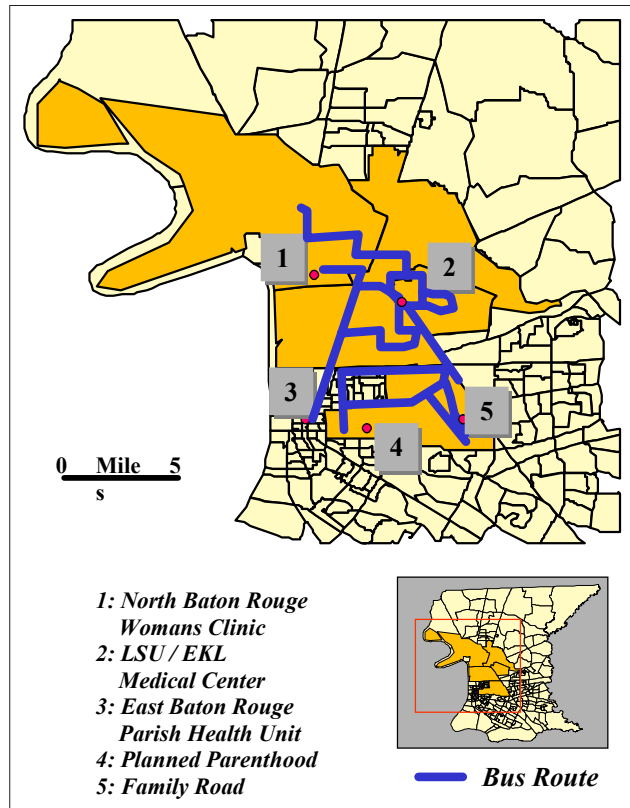 1
2
3
5
4
0 Mile 5
s
1: North Baton Rouge
Womans Clinic
2: LSU / EKL
Medical Center
3: East Baton Rouge
Parish Health Unit
4: Planned Parenthood
5: Family Road
Bus Route